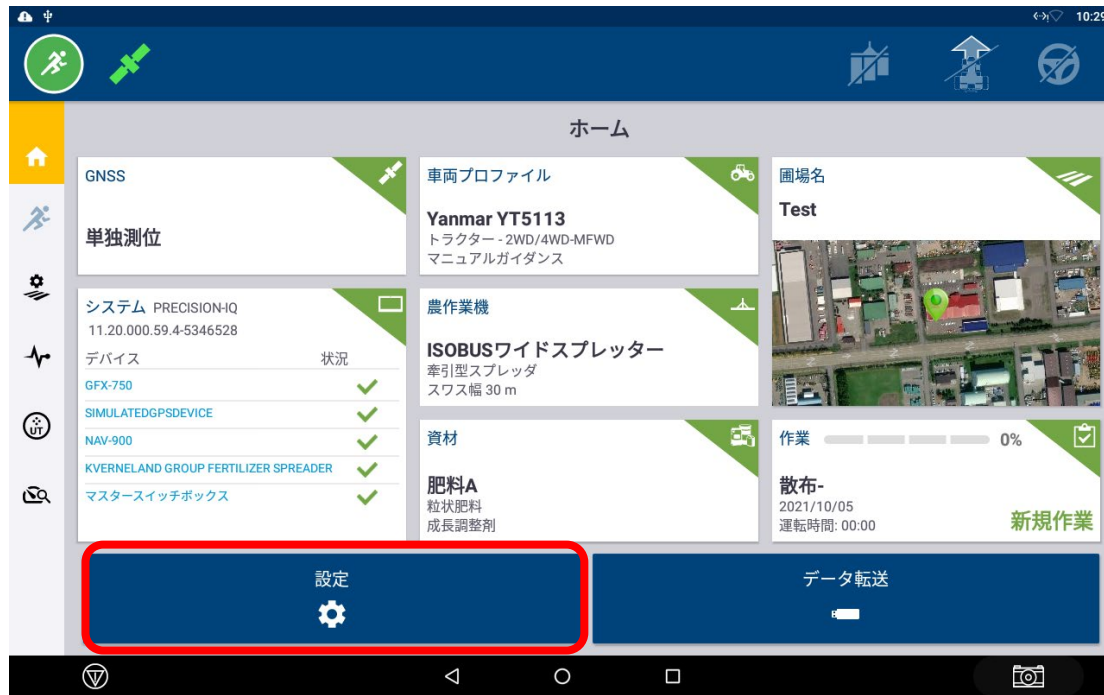 10:29
ホーム
GNSS
単独測位
車両プロファイル
Yanmar YT5113
トラクター - 2WD/4WD-MFWD
マニュアルガイダンス
圃場名
Test
システム PRECISION-IQ
11.20.000.59.4-5346528
デバイス 状況
GFX-750
SIMULATEDGPSDEVICE
NAV-900
KVERNELAND GROUP FERTILIZER SPREADER
マスタースイッチボックス
農作業機
ISOBUSワイドスプレッター
牽引型スプレッダ
スワス幅 30 m
資材
肥料A
粒状肥料
成長調整剤
作業 0%
散布-
2021/10/05
運転時間: 00:00
新規作業
UT
設定
データ転送